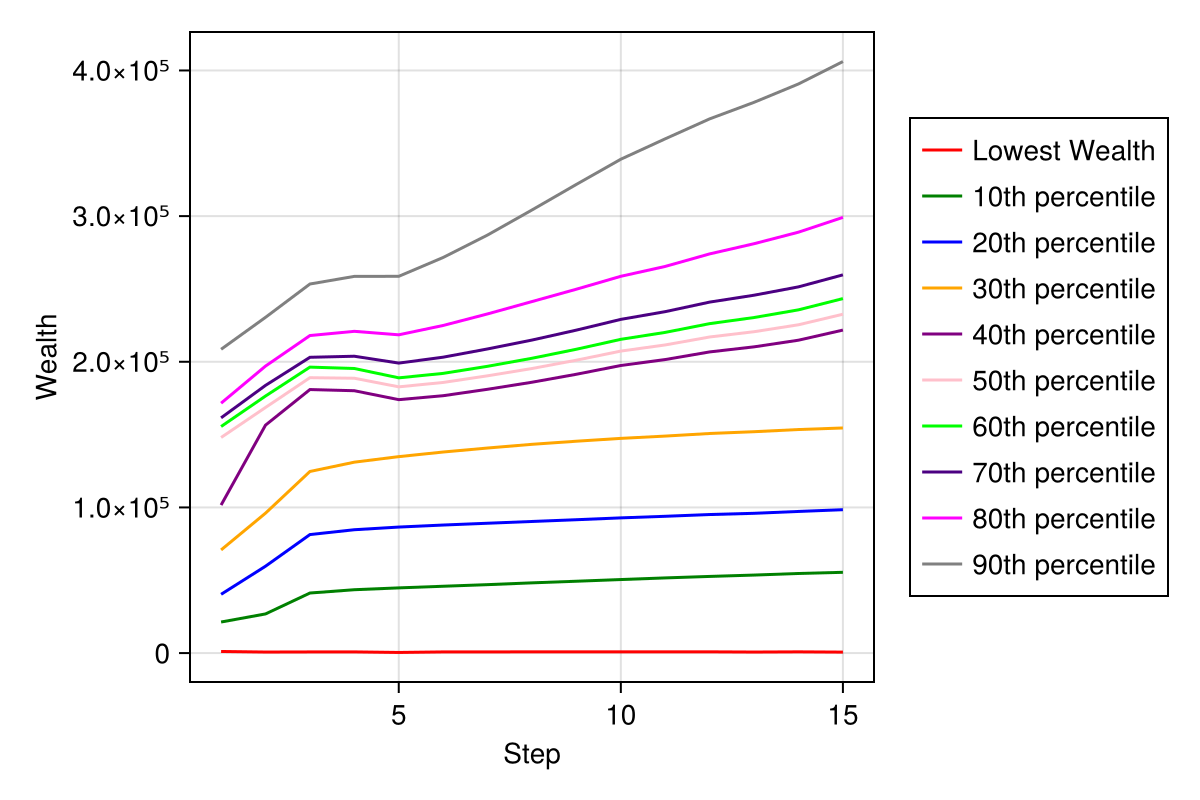 4.0×10⁵
3.0×10⁵
2.0×10⁵
1.0×10⁵
0
Wealth
5
10
15
Step
Lowest Wealth
10th percentile
20th percentile
30th percentile
40th percentile
50th percentile
60th percentile
70th percentile
80th percentile
90th percentile